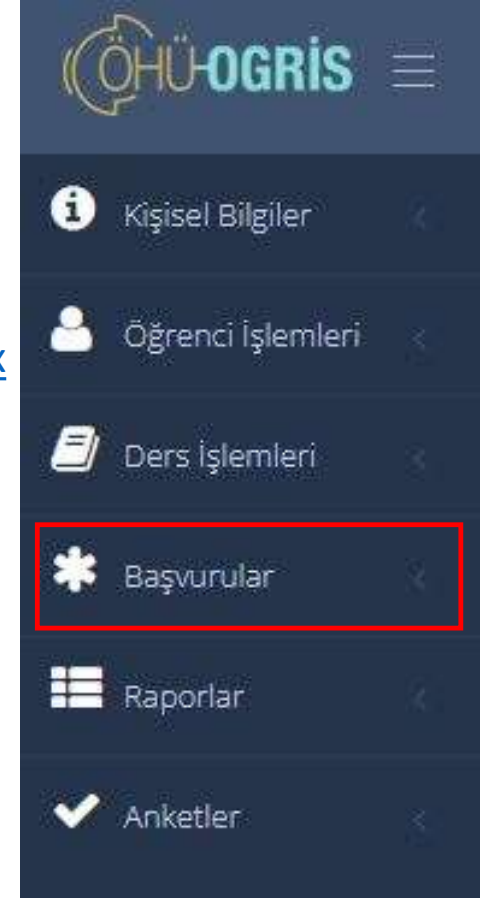 ÖHÜ-OGRİS
Kişisel Bilgiler
Öğrenci İşlemleri
x
Ders İşlemleri
Başvurular
Raporlar
Anketler